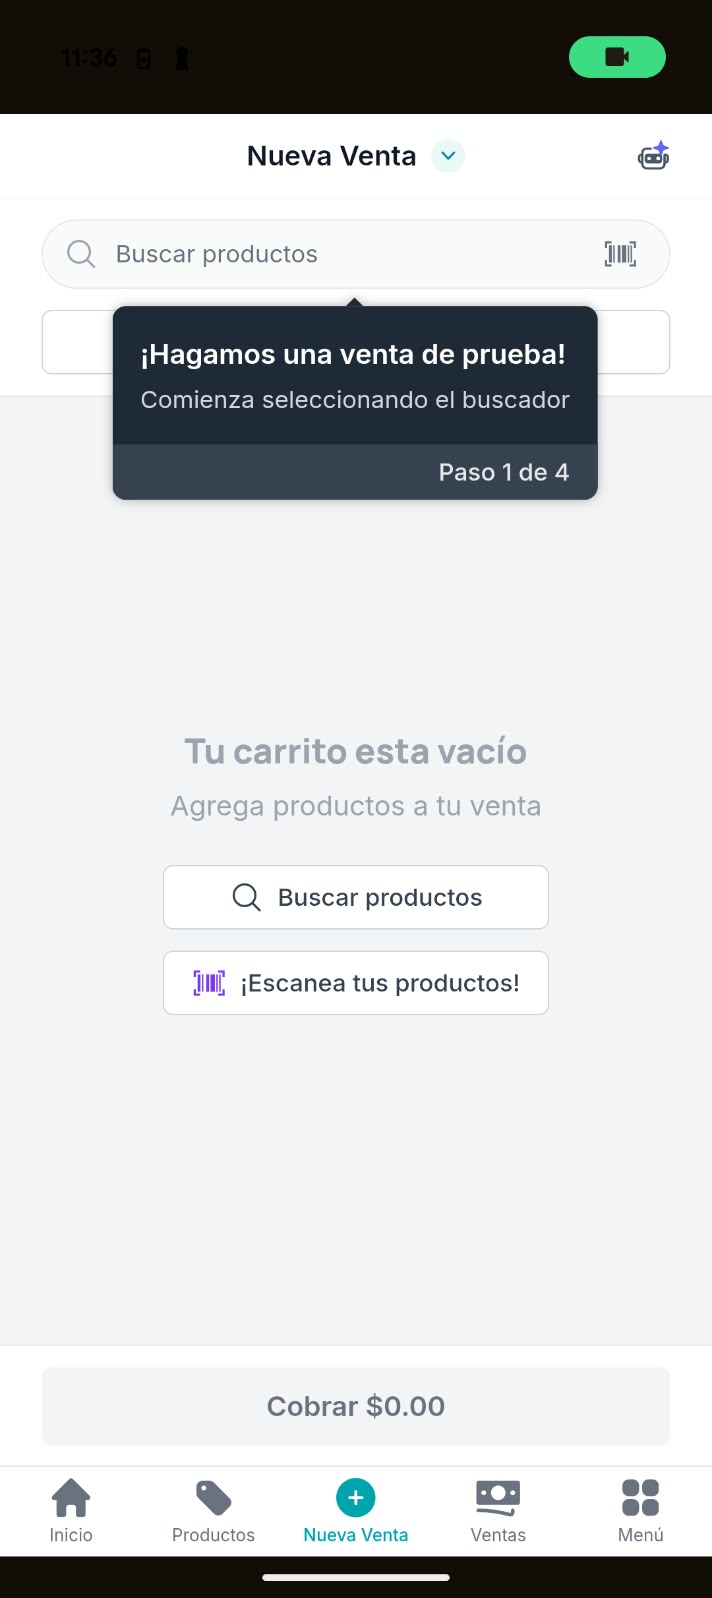 11:36
Nueva Venta
Buscar productos
¡Hagamos una venta de prueba!
Comienza seleccionando el buscador
Paso 1 de 4
Tu carrito esta vacío
Agrega productos a tu venta
Buscar productos
¡Escanea tus productos!
Cobrar $0.00
Inicio
Productos
Nueva Venta
Ventas
Menú